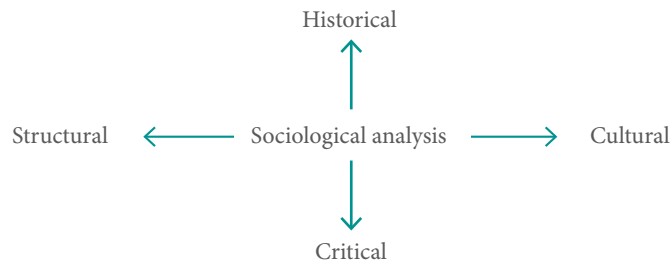 Historical
Structural
Sociological analysis
Cultural
Critical